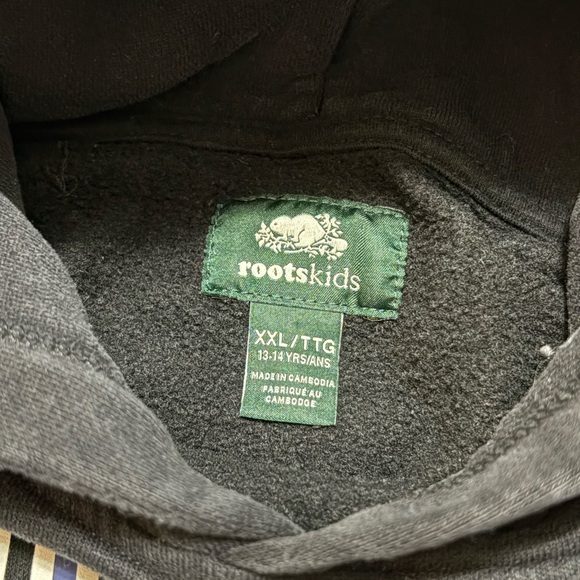 rootskids
XXL/TTG
13-14 YRS/ANS
MADE IN CAMBODIA
FABRIQUÉ AU
CAMBODGE